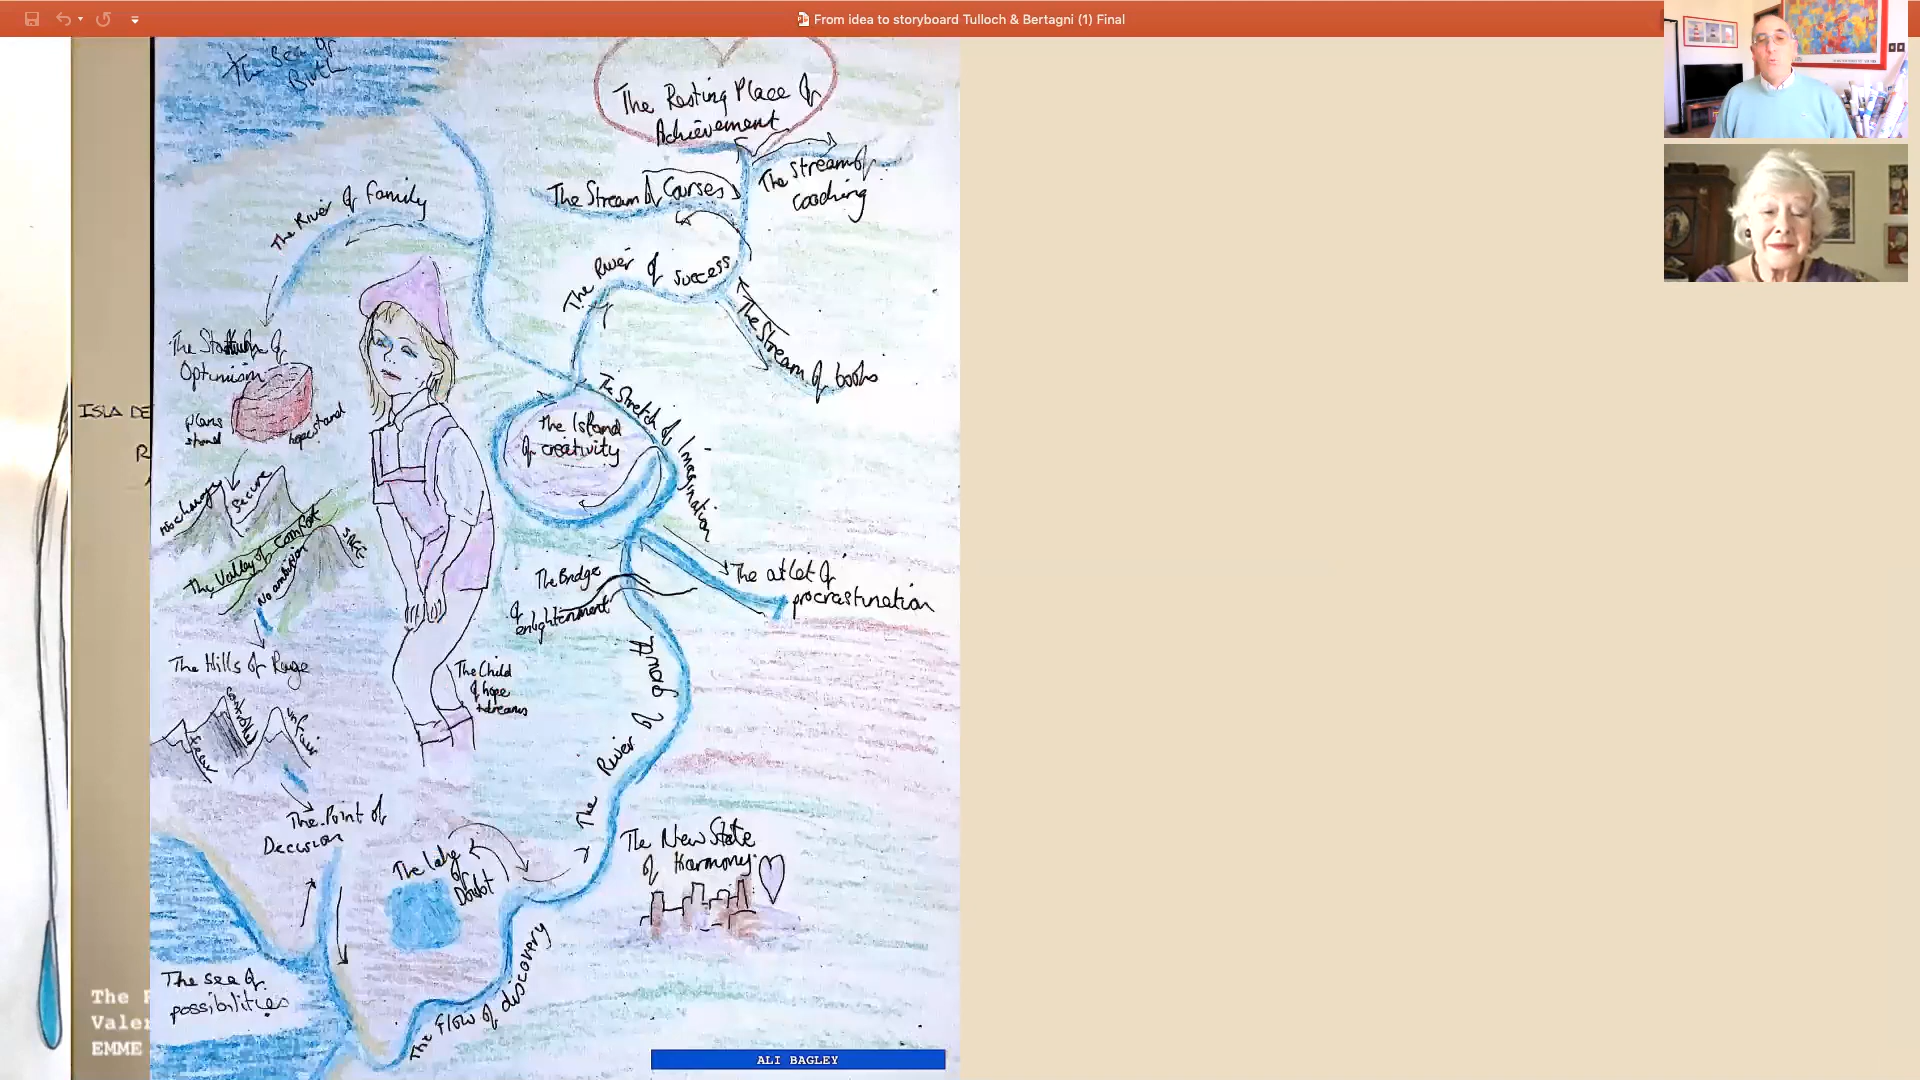 From idea to storyboard Tulloch & Bertagni (1) Final
The Sea of
Birth
The Resting Place of
Achievement
The Stream of
coaching
The Stream of Courses
The River of Family
The River of Success
The Stream of books
Optimism
plans
hope stand
The Stretch of Imagination
The Island
of creativity
no change
Secure
The Valley of Comfort
No ambition
safe
The Bridge
of
enlightenment
The outlet of
procrastination
The Hills of Rage
controlled
unfair
The Child
of hope
+ dreams
The River of
The Point of
Decision
The Lake
of
Doubt
The New State
of Harmony
The sea of
possibilities
The Flow of discovery
ISLA DE
R
The
Valer
EMME
ALI BAGLEY